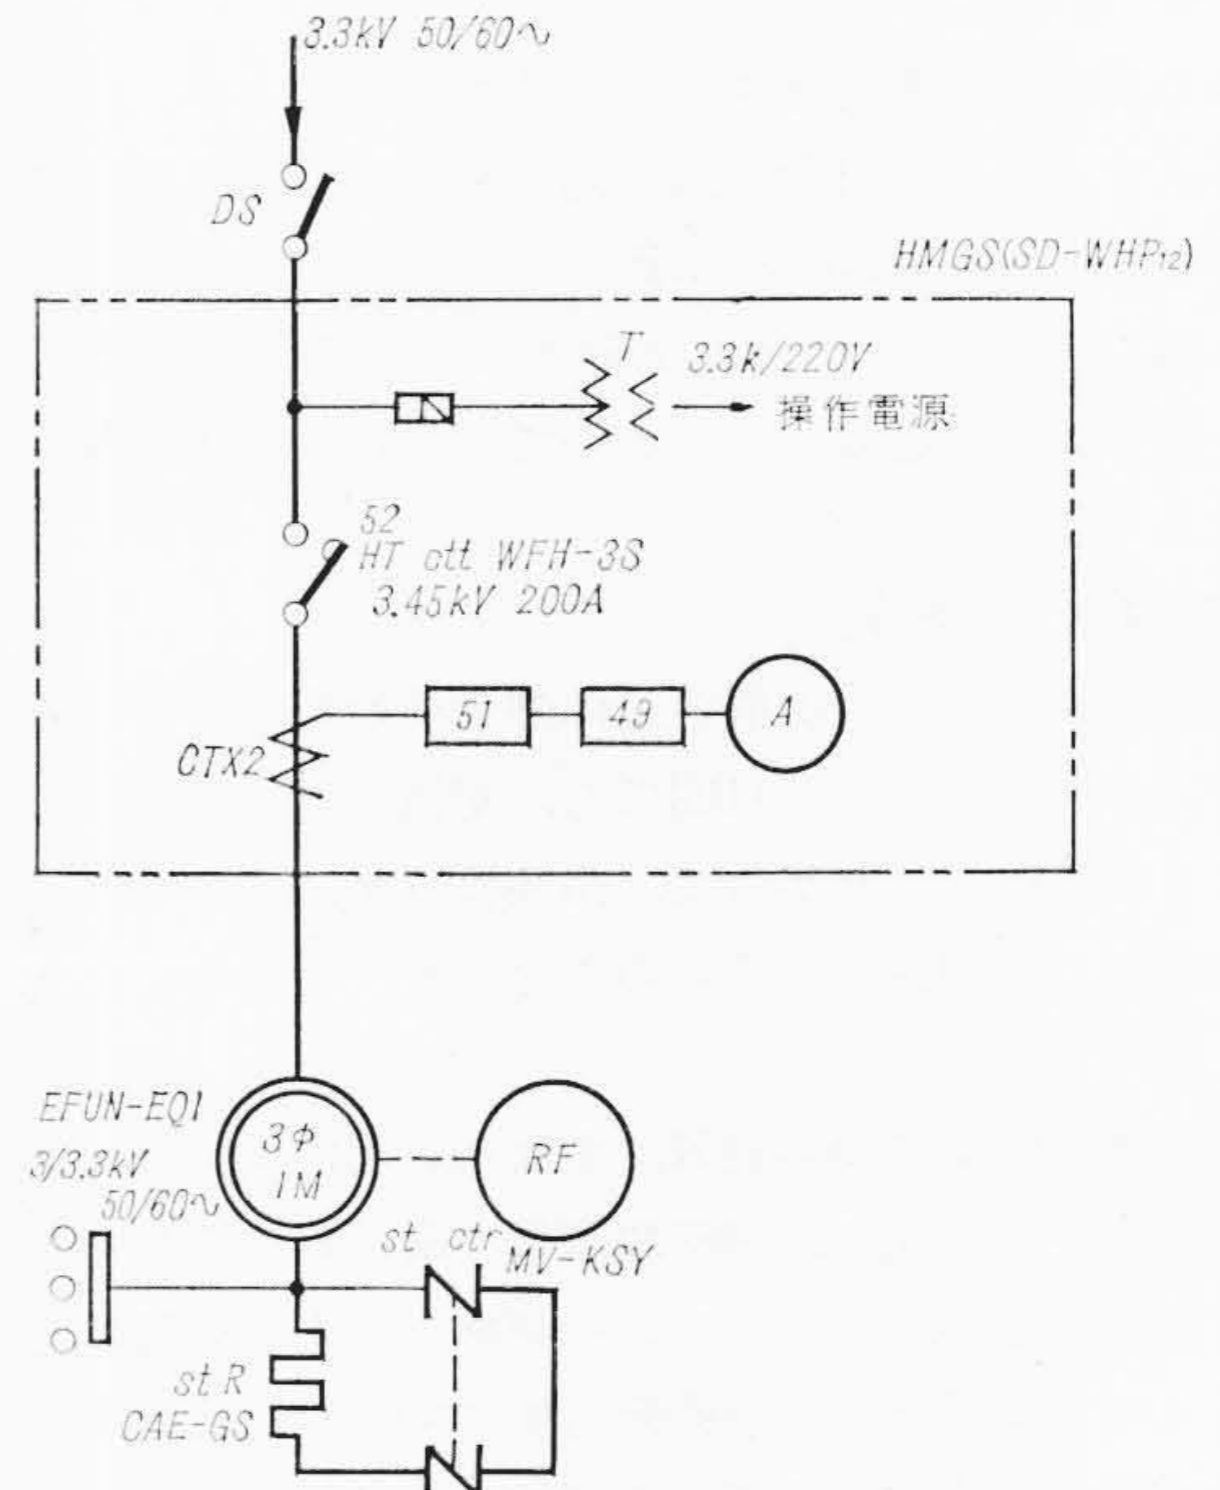 3.3kV 50/60~
DS
HMGS(SD-WHP12)
T
3.3k/220V
操作電源
52
HT ctt WFH-3S
3.45kV 200A
51
49
A
CTX2
EFUN-EQ1
3/3.3kV
50/60~
3φ
IM
RF
st ctr
MV-KSY
st R
CAE-GS